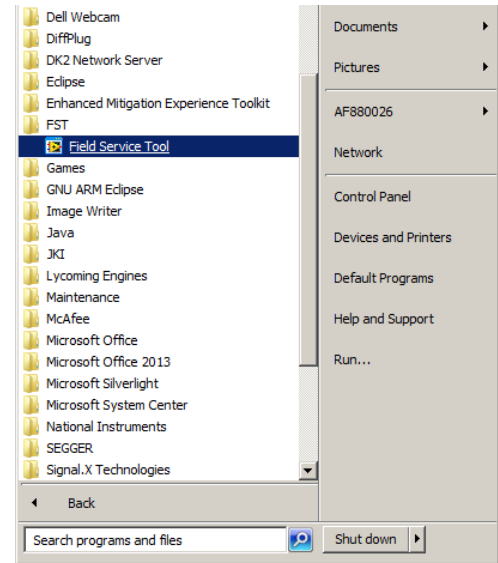 Dell Webcam
DiffPlug
DK2 Network Server
Eclipse
Enhanced Mitigation Experience Toolkit
FST
Field Service Tool
Games
GNU ARM Eclipse
Image Writer
Java
JKI
Lycoming Engines
Maintenance
McAfee
Microsoft Office
Microsoft Office 2013
Microsoft Silverlight
Microsoft System Center
National Instruments
SEGGER
Signal.X Technologies
Back
Search programs and files
Documents
Pictures
AF880026
Network
Control Panel
Devices and Printers
Default Programs
Help and Support
Run...
Shut down